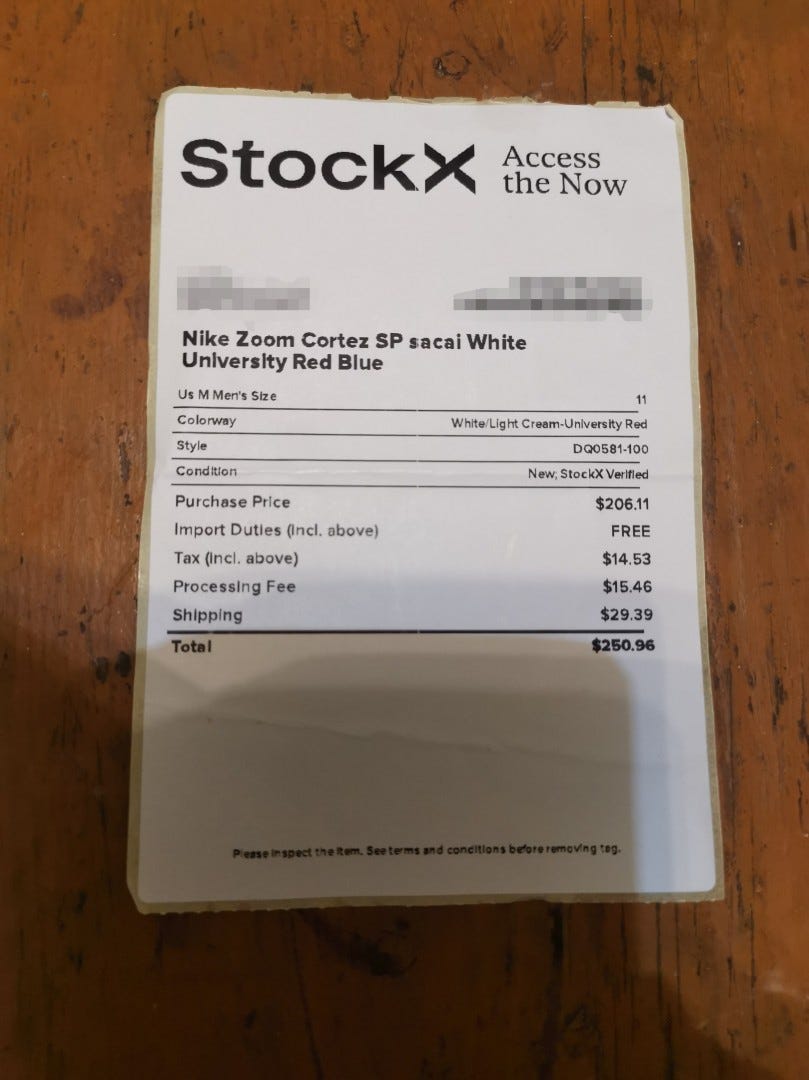 StockX Access
the Now
Nike Zoom Cortez SP sacai White
University Red Blue
Us M Men's Size 11
Colorway White/Light Cream-University Red
Style DQ0581-100
Condition New; StockX Verified
Purchase Price $206.11
Import Duties (Incl. above) FREE
Tax (Incl. above) $14.53
Processing Fee $15.46
Shipping $29.39
Total $250.96
Please inspect the item. See terms and conditions before removing tag.